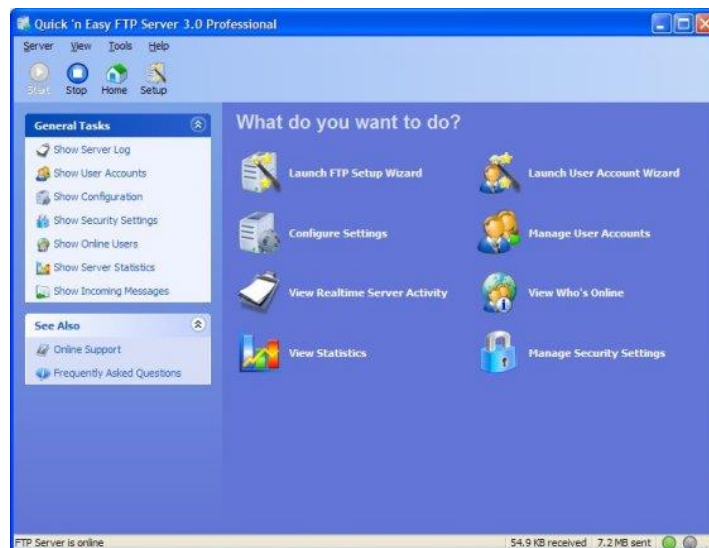 Quick 'n Easy FTP Server 3.0 Professional
Server View Tools Help
Start Stop Home Setup
General Tasks
Show Server Log
Show User Accounts
Show Configuration
Show Security Settings
Show Online Users
Show Server Statistics
Show Incoming Messages
See Also
Online Support
Frequently Asked Questions
What do you want to do?
Launch FTP Setup Wizard
Launch User Account Wizard
Configure Settings
Manage User Accounts
View Realtime Server Activity
View Who's Online
View Statistics
Manage Security Settings
FTP Server is online
54.9 KB received 7.2 MB sent